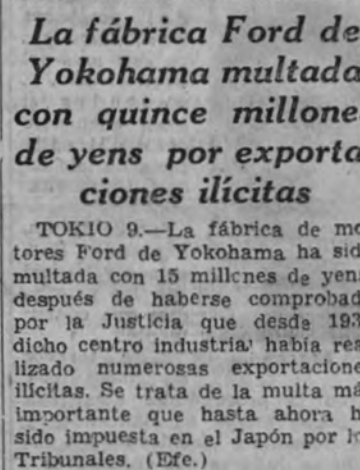 La fábrica Ford de
Yokohama multada
con quince millone
de yens por exporta
ciones ilícitas
TOKIO 9.—La fábrica de mo
tores Ford de Yokohama ha sid
multada con 15 millones de yen
después de haberse comprobad
por la Justicia que desde 193
dicho centro industrial había rea
lizado numerosas exportacione
ilícitas. Se trata de la multa má
importante que hasta ahora h
sido impuesta en el Japón por lo
Tribunales. (Efe.)